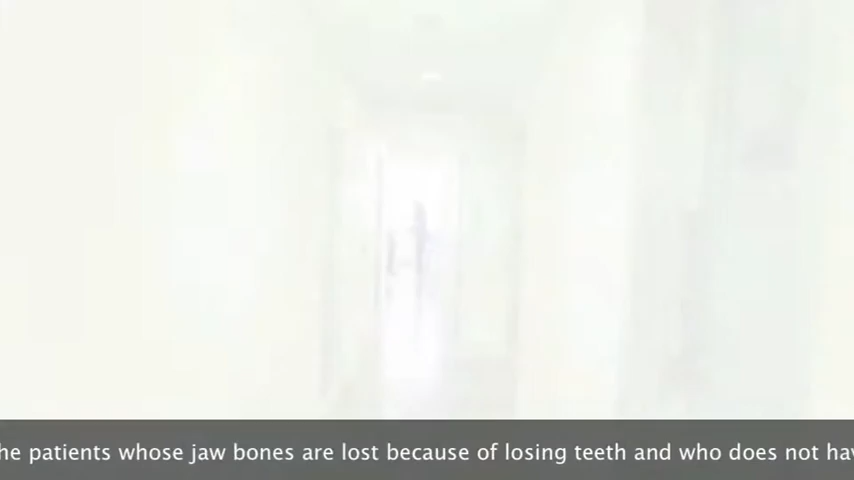 he patients whose jaw bones are lost because of losing teeth and who does not hav